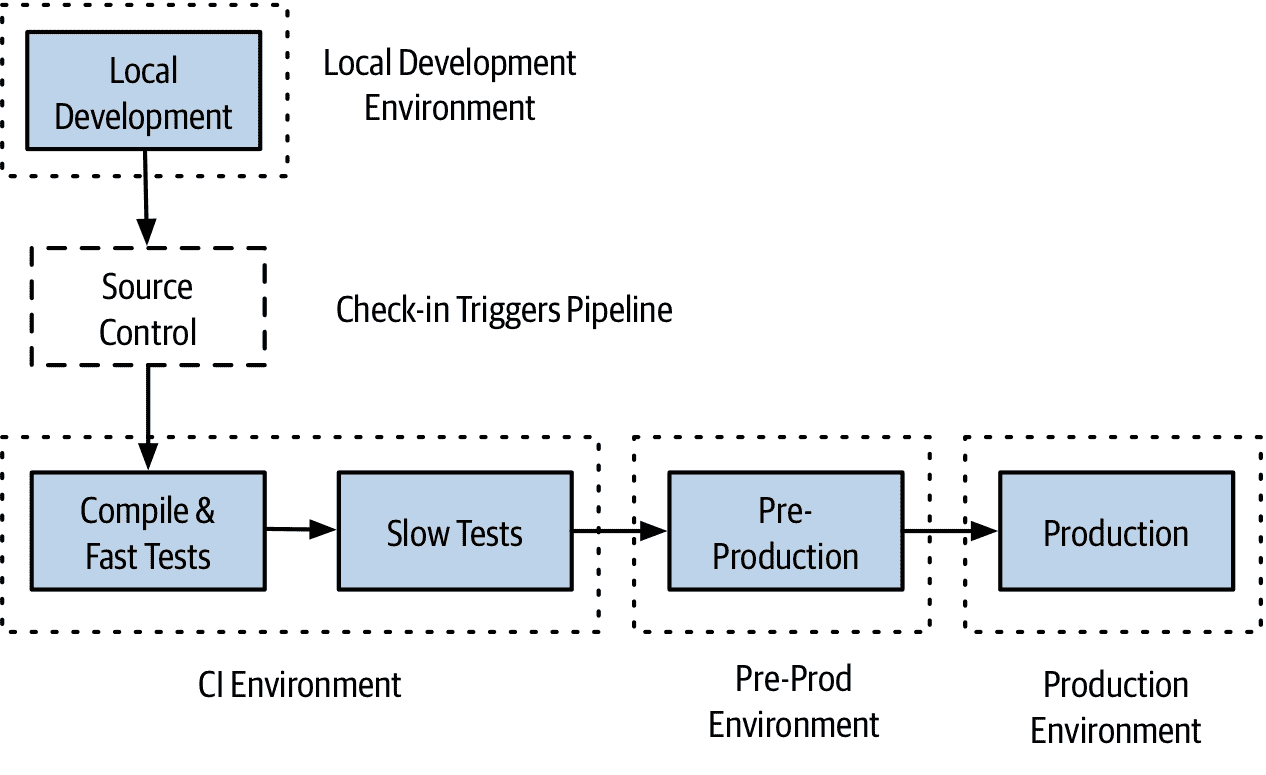 Local
Development
Local Development
Environment
Source
Control
Check-in Triggers Pipeline
Compile &
Fast Tests
Slow Tests
Pre-
Production
Production
CI Environment
Pre-Prod
Environment
Production
Environment